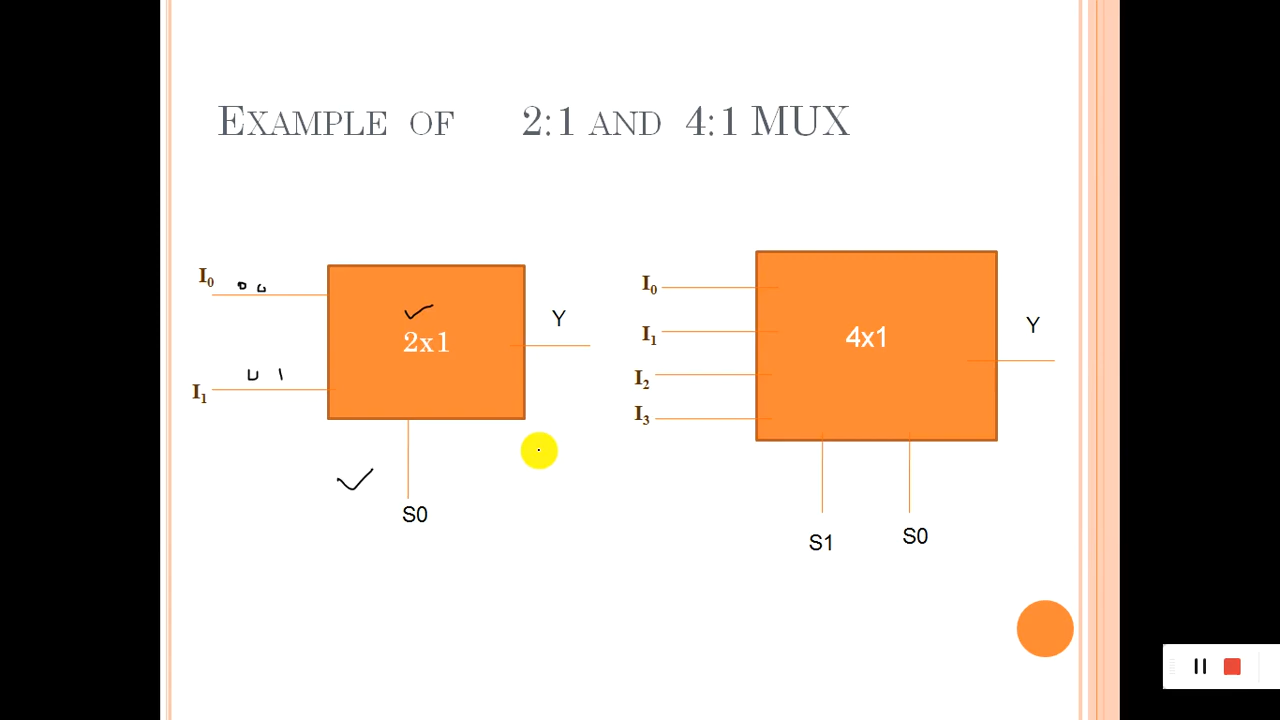 EXAMPLE OF 2:1 AND 4:1 MUX
I0
I1
2x1
Y
S0
I0
I1
I2
I3
4x1
Y
S1
S0